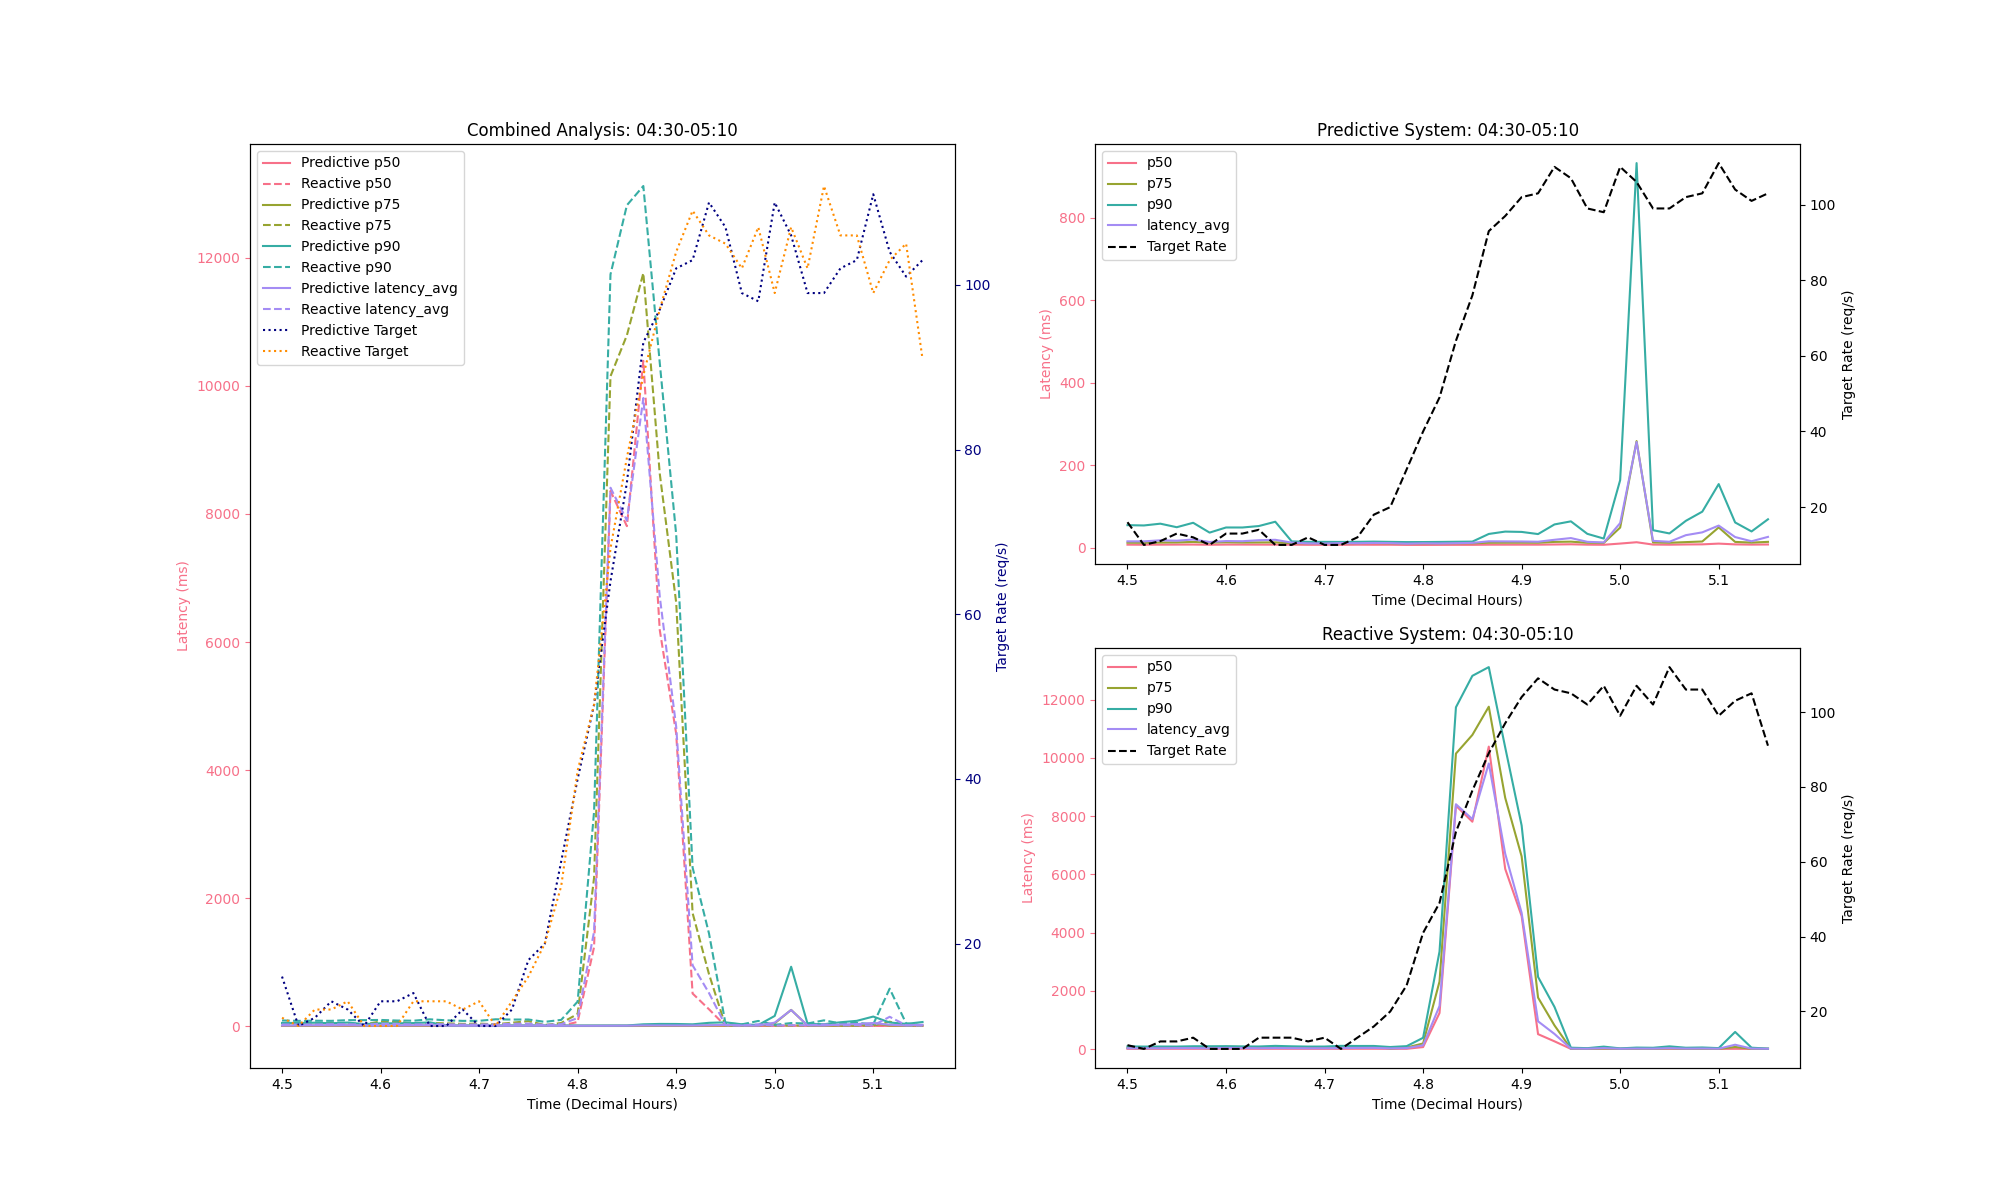 Combined Analysis: 04:30-05:10
Predictive p50
Reactive p50
Predictive p75
Reactive p75
Predictive p90
Reactive p90
Predictive latency_avg
Reactive latency_avg
Predictive Target
Reactive Target
Latency (ms)
12000
10000
8000
6000
4000
2000
0
100
80
60
40
20
Target Rate (req/s)
4.5 4.6 4.7 4.8 4.9 5.0 5.1
Time (Decimal Hours)
Predictive System: 04:30-05:10
p50
p75
p90
latency_avg
Target Rate
Latency (ms)
800
600
400
200
0
100
80
60
40
20
Target Rate (req/s)
4.5 4.6 4.7 4.8 4.9 5.0 5.1
Time (Decimal Hours)
Reactive System: 04:30-05:10
p50
p75
p90
latency_avg
Target Rate
Latency (ms)
12000
10000
8000
6000
4000
2000
0
100
80
60
40
20
Target Rate (req/s)
4.5 4.6 4.7 4.8 4.9 5.0 5.1
Time (Decimal Hours)